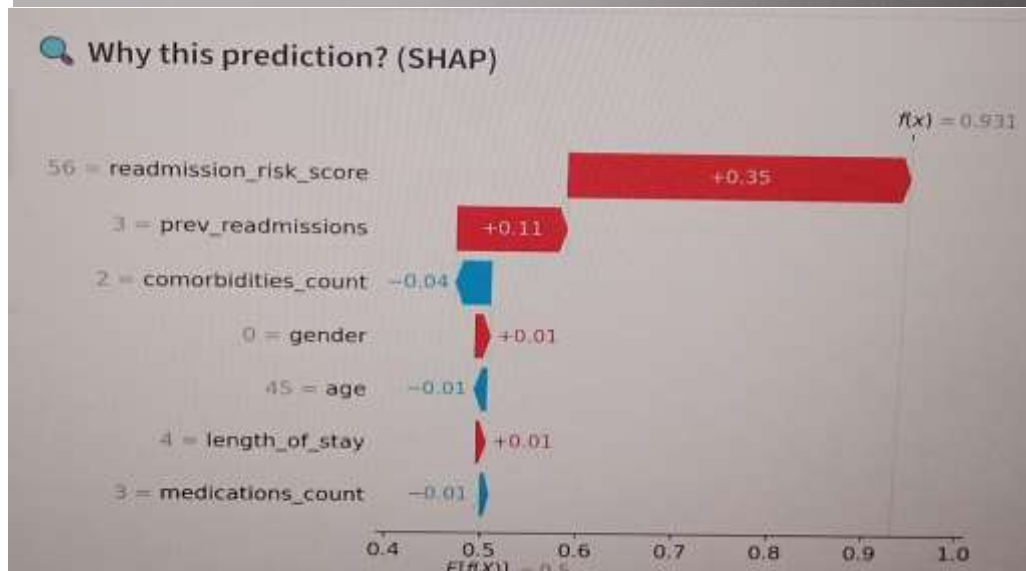 Why this prediction? (SHAP)
f(x) = 0.931
56 = readmission_risk_score
+0.35
3 = prev_readmissions
+0.11
2 = comorbidities_count
−0.04
0 = gender
+0.01
45 = age
−0.01
4 = length_of_stay
+0.01
3 = medications_count
−0.01
0.4 0.5 0.6 0.7 0.8 0.9 1.0
E[f(X)] = 0.5